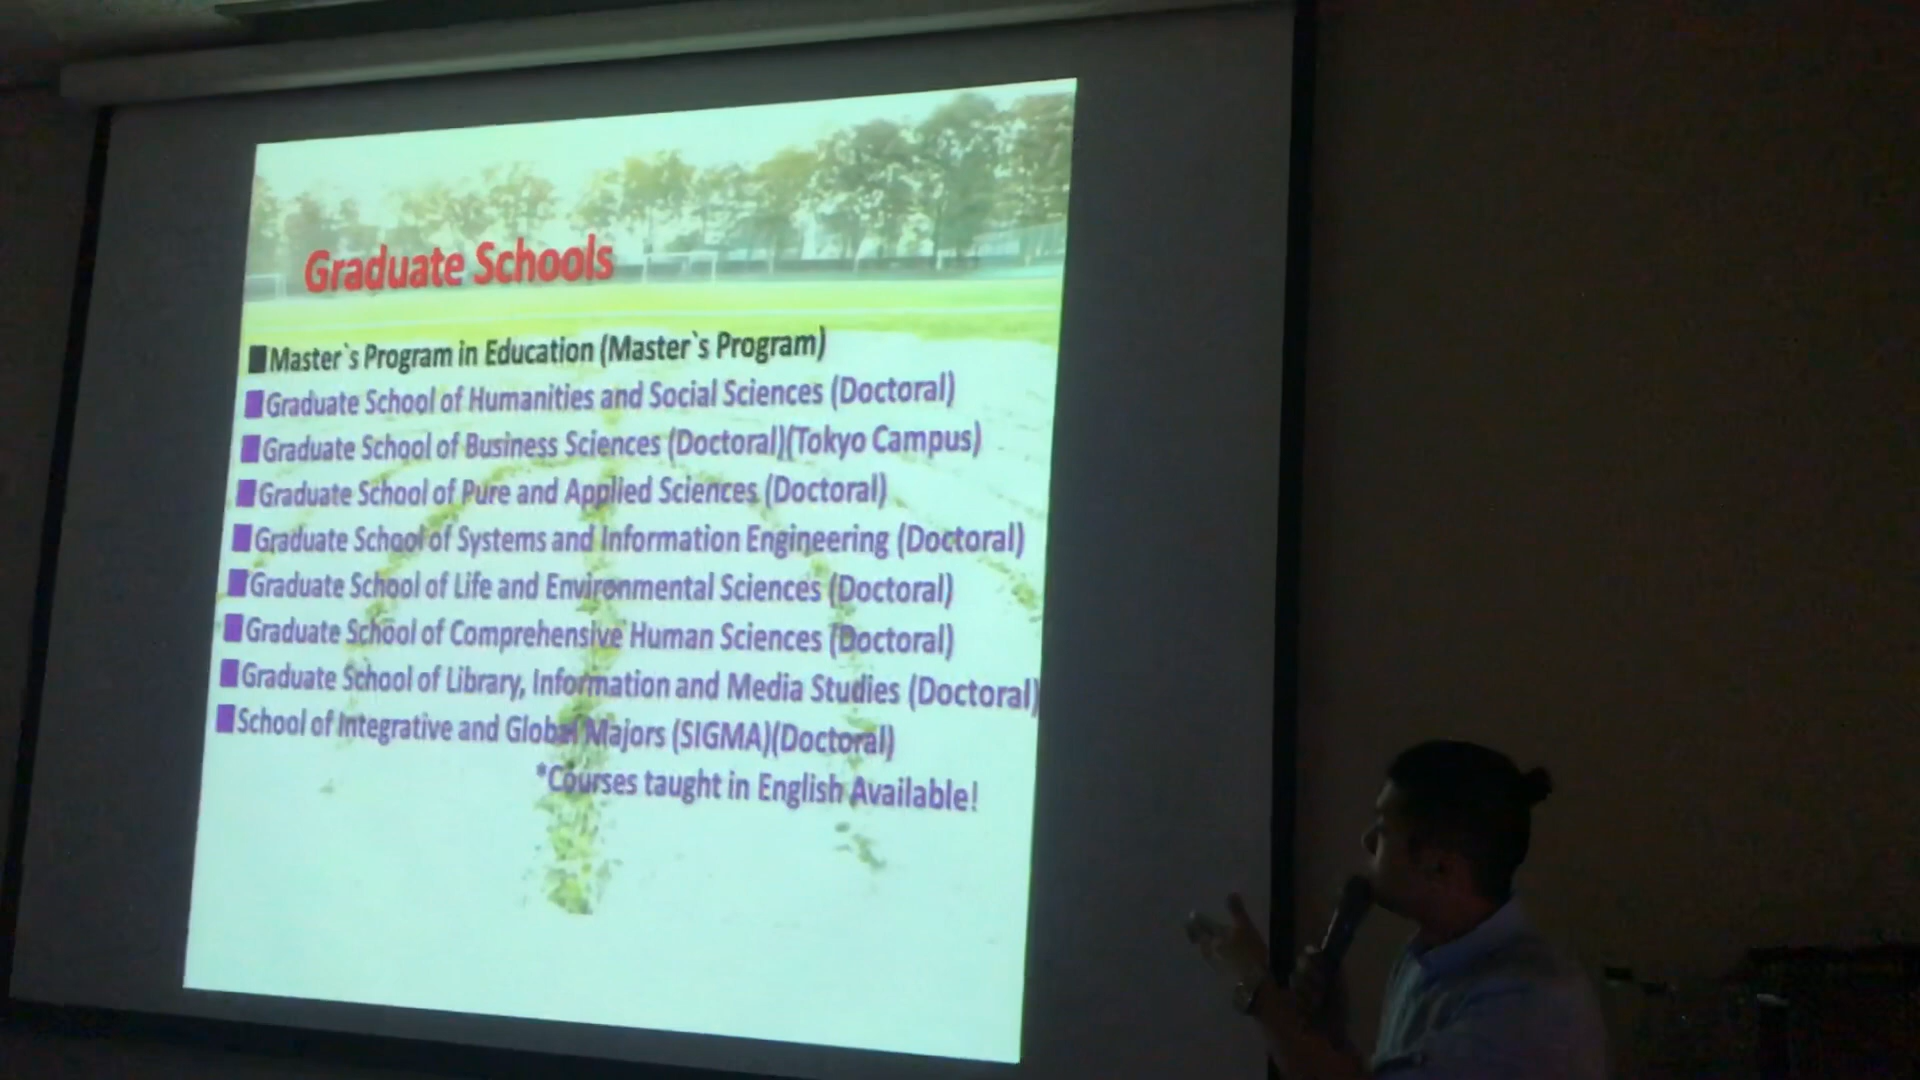 Graduate Schools
■Master`s Program in Education (Master`s Program)
■Graduate School of Humanities and Social Sciences (Doctoral)
■Graduate School of Business Sciences (Doctoral)(Tokyo Campus)
■Graduate School of Pure and Applied Sciences (Doctoral)
■Graduate School of Systems and Information Engineering (Doctoral)
■Graduate School of Life and Environmental Sciences (Doctoral)
■Graduate School of Comprehensive Human Sciences (Doctoral)
■Graduate School of Library, Information and Media Studies (Doctoral)
■School of Integrative and Global Majors (SIGMA)(Doctoral)
*Courses taught in English Available!